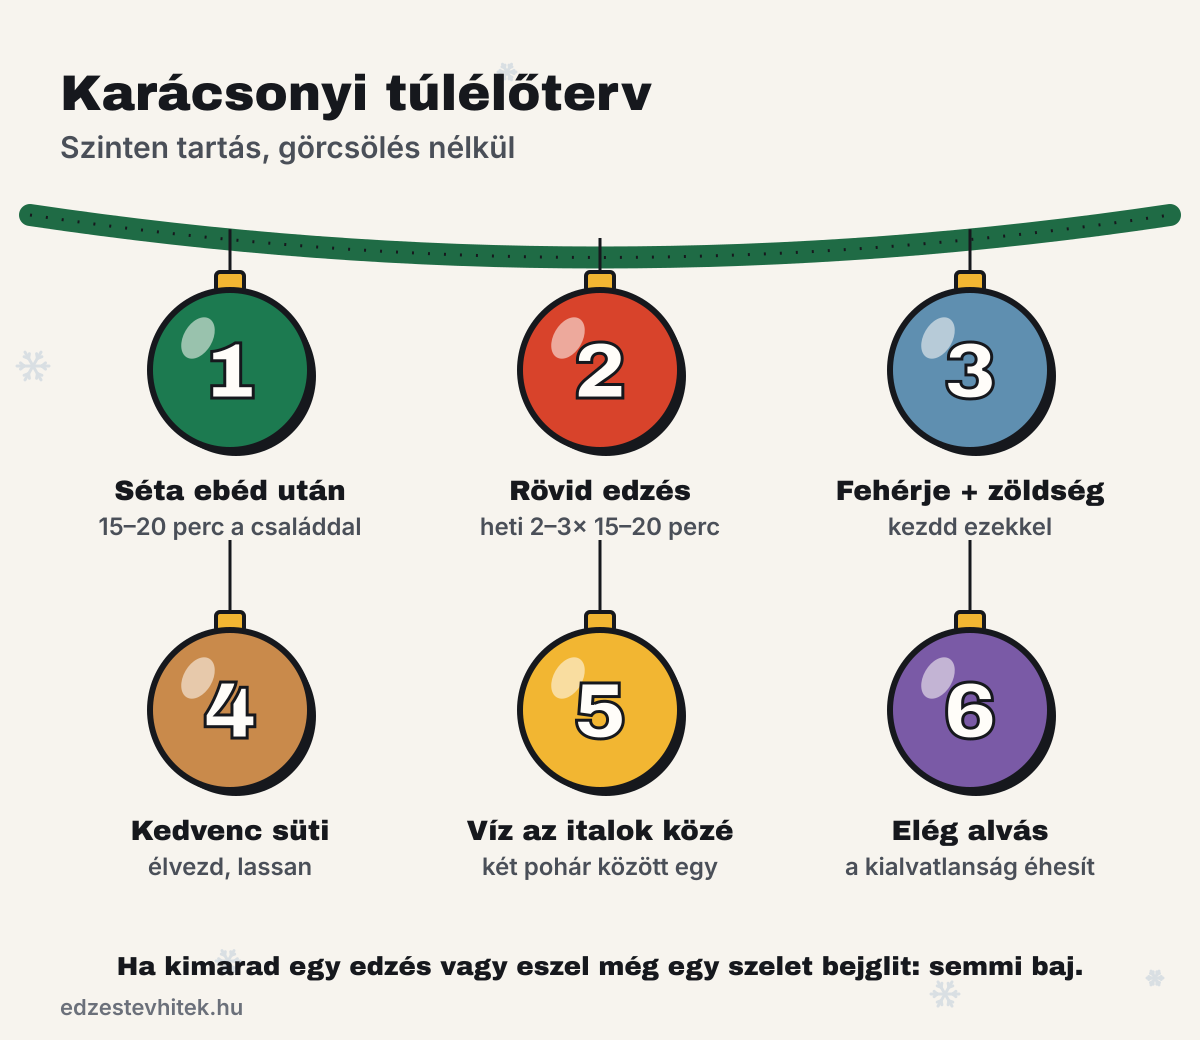 Karácsonyi túlélőterv
Szinten tartás, görcsölés nélkül
1
2
3
Séta ebéd után
15–20 perc a családdal
Rövid edzés
heti 2–3× 15–20 perc
Fehérje + zöldség
kezdd ezekkel
4
5
6
Kedvenc süti
élvezd, lassan
Víz az italok közé
két pohár között egy
Elég alvás
a kialvatlanság éhesít
Ha kimarad egy edzés vagy eszel még egy szelet bejglit: semmi baj.
edzestevhitek.hu